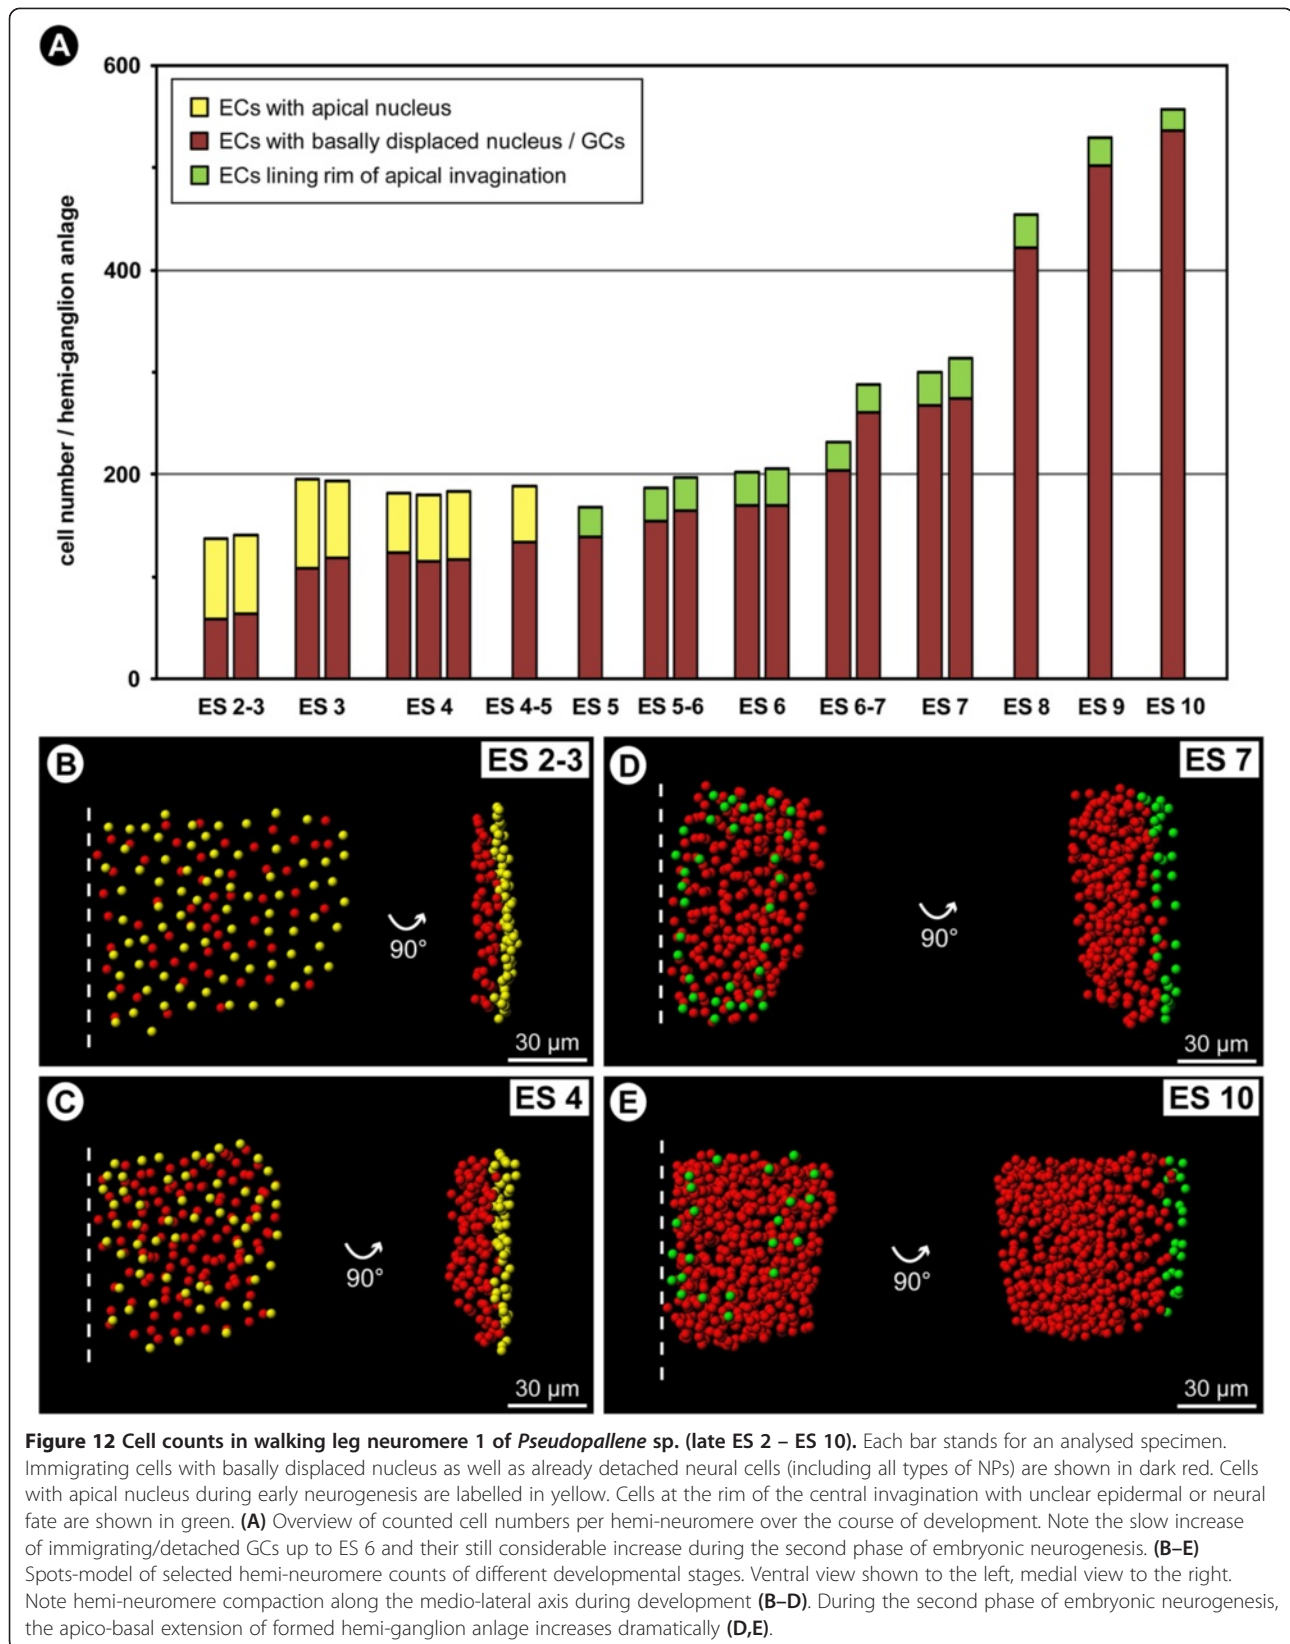 A
600
400
200
0
cell number / hemi-ganglion anlage
ECs with apical nucleus
ECs with basally displaced nucleus / GCs
ECs lining rim of apical invagination
ES 2-3 ES 3 ES 4 ES 4-5 ES 5 ES 5-6 ES 6 ES 6-7 ES 7 ES 8 ES 9 ES 10
B
ES 2-3
90°
30 µm
D
ES 7
90°
30 µm
C
ES 4
90°
30 µm
E
ES 10
90°
30 µm
Figure 12 Cell counts in walking leg neuromere 1 of Pseudopallene sp. (late ES 2 – ES 10). Each bar stands for an analysed specimen.
Immigrating cells with basally displaced nucleus as well as already detached neural cells (including all types of NPs) are shown in dark red. Cells
with apical nucleus during early neurogenesis are labelled in yellow. Cells at the rim of the central invagination with unclear epidermal or neural
fate are shown in green. (A) Overview of counted cell numbers per hemi-neuromere over the course of development. Note the slow increase
of immigrating/detached GCs up to ES 6 and their still considerable increase during the second phase of embryonic neurogenesis. (B–E)
Spots-model of selected hemi-neuromere counts of different developmental stages. Ventral view shown to the left, medial view to the right.
Note hemi-neuromere compaction along the medio-lateral axis during development (B–D). During the second phase of embryonic neurogenesis,
the apico-basal extension of formed hemi-ganglion anlage increases dramatically (D,E).